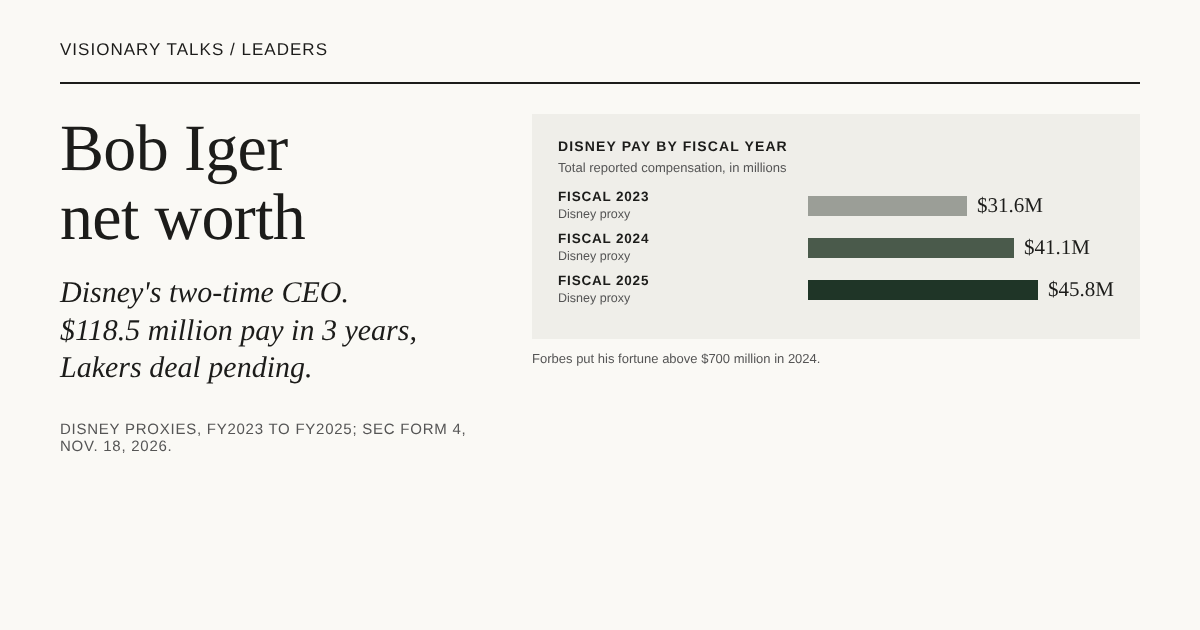 VISIONARY TALKS / LEADERS
Bob Iger
net worth
Disney's two-time CEO.
$118.5 million pay in 3 years,
Lakers deal pending.
DISNEY PROXIES, FY2023 TO FY2025; SEC FORM 4,
NOV. 18, 2026.
DISNEY PAY BY FISCAL YEAR
Total reported compensation, in millions
FISCAL 2023
Disney proxy
$31.6M
FISCAL 2024
Disney proxy
$41.1M
FISCAL 2025
Disney proxy
$45.8M
Forbes put his fortune above $700 million in 2024.